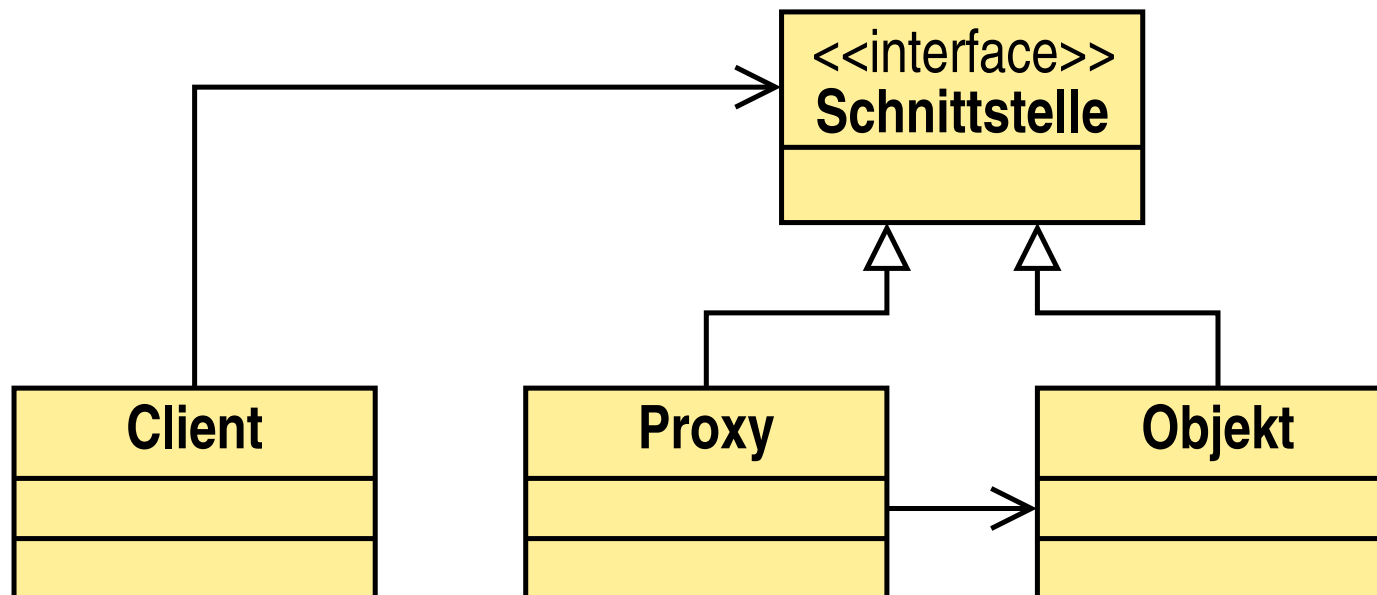 <<interface>>
Schnittstelle
Client
Proxy
Objekt